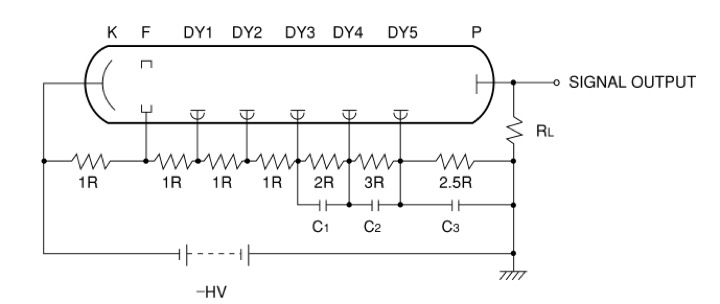 K F DY1 DY2 DY3 DY4 DY5 P
SIGNAL OUTPUT
RL
1R 1R 1R 1R 2R 3R 2.5R
C1 C2 C3
−HV